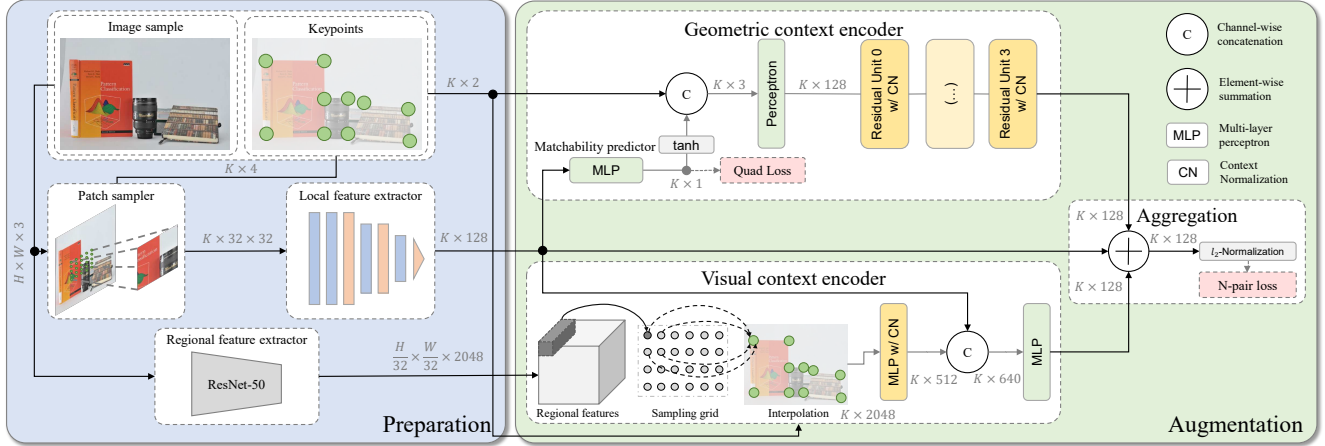 Image sample
Keypoints
K × 2
K × 4
H × W × 3
Patch sampler
K × 32 × 32
Local feature extractor
K × 128
Regional feature extractor
ResNet-50
H/32 × W/32 × 2048
Preparation
Geometric context encoder
C
K × 3
Perceptron
K × 128
Residual Unit 0
w/ CN
(...)
Residual Unit 3
w/ CN
tanh
Matchability predictor
MLP
K × 1
Quad Loss
Visual context encoder
Regional features
Sampling grid
Interpolation
K × 2048
MLP w/ CN
K × 512
C
K × 640
MLP
C
Channel-wise
concatenation
Element-wise
summation
MLP
Multi-layer
perceptron
CN
Context
Normalization
K × 128
Aggregation
K × 128
l2-Normalization
K × 128
N-pair loss
Augmentation